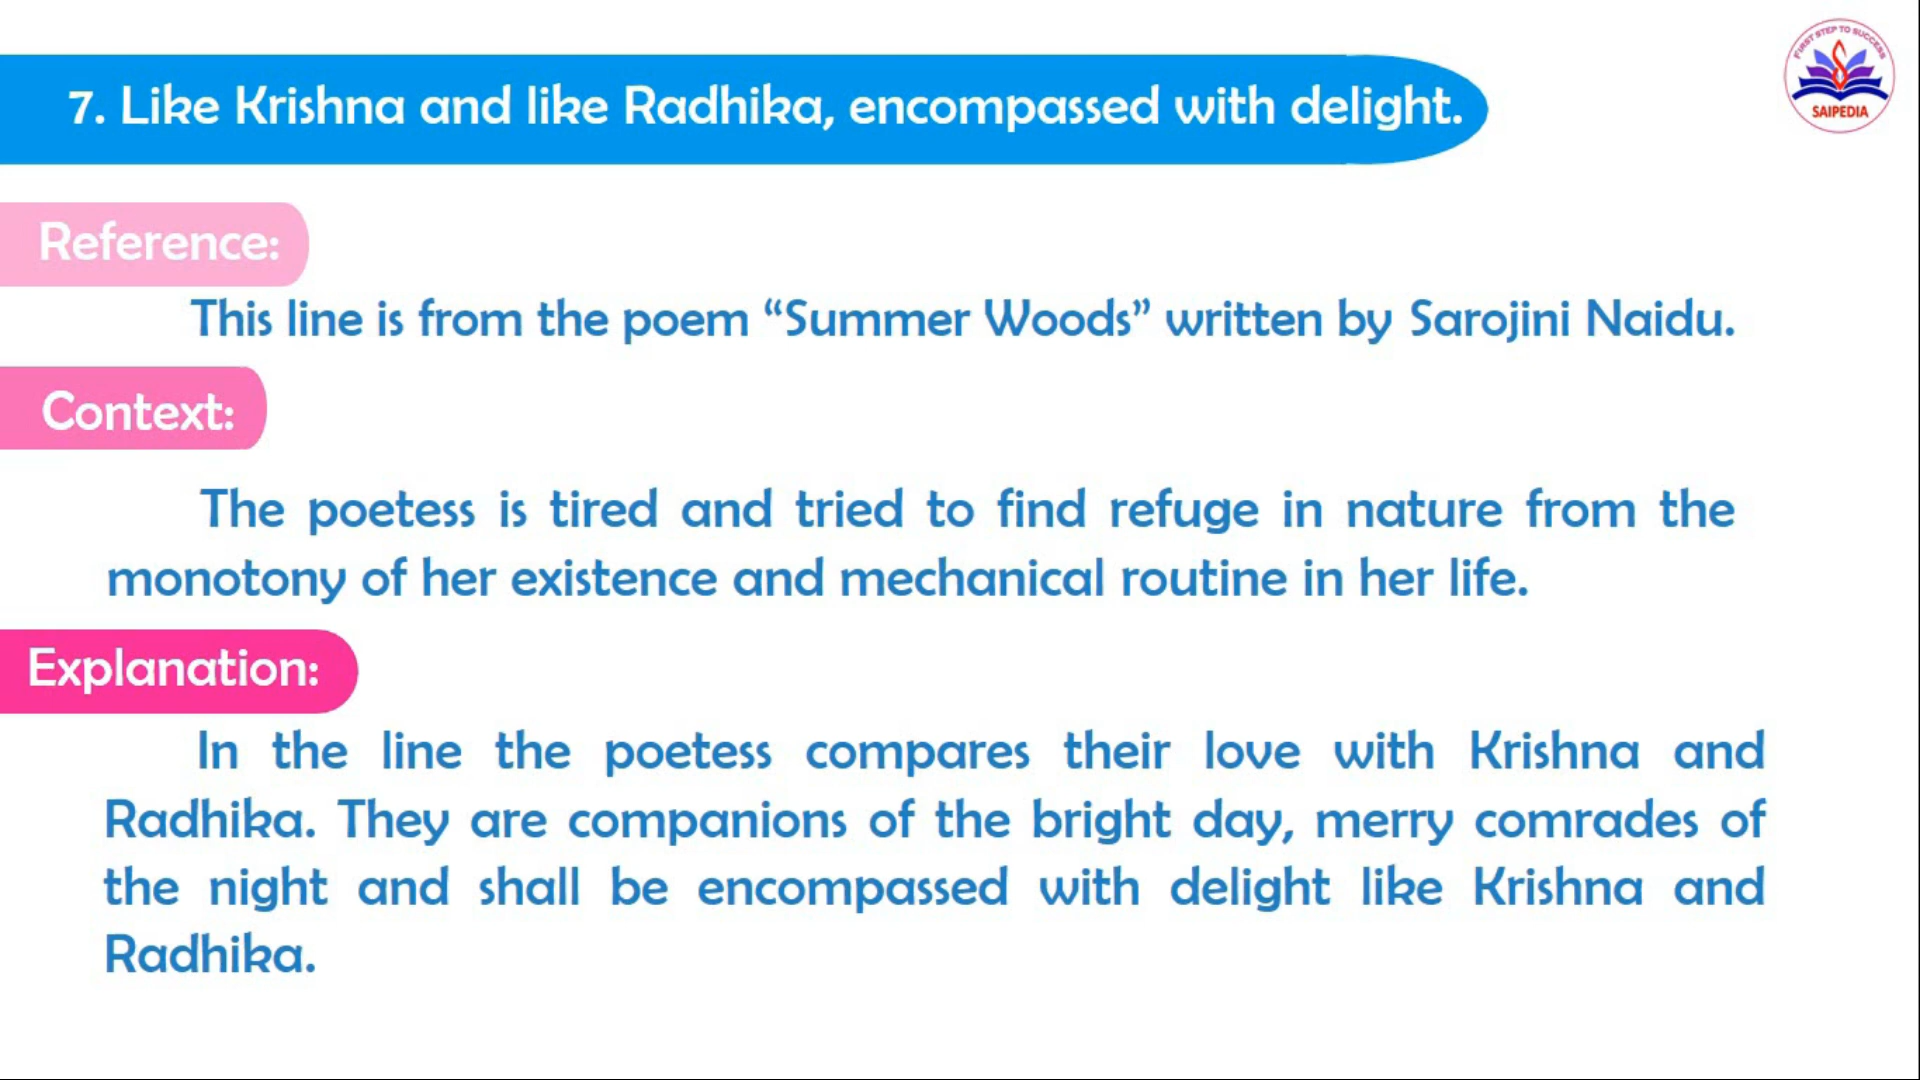 FIRST STEP TO SUCCESS
SAIPEDIA
7. Like Krishna and like Radhika, encompassed with delight.
Reference:
This line is from the poem “Summer Woods” written by Sarojini Naidu.
Context:
The poetess is tired and tried to find refuge in nature from the
monotony of her existence and mechanical routine in her life.
Explanation:
In the line the poetess compares their love with Krishna and
Radhika. They are companions of the bright day, merry comrades of
the night and shall be encompassed with delight like Krishna and
Radhika.